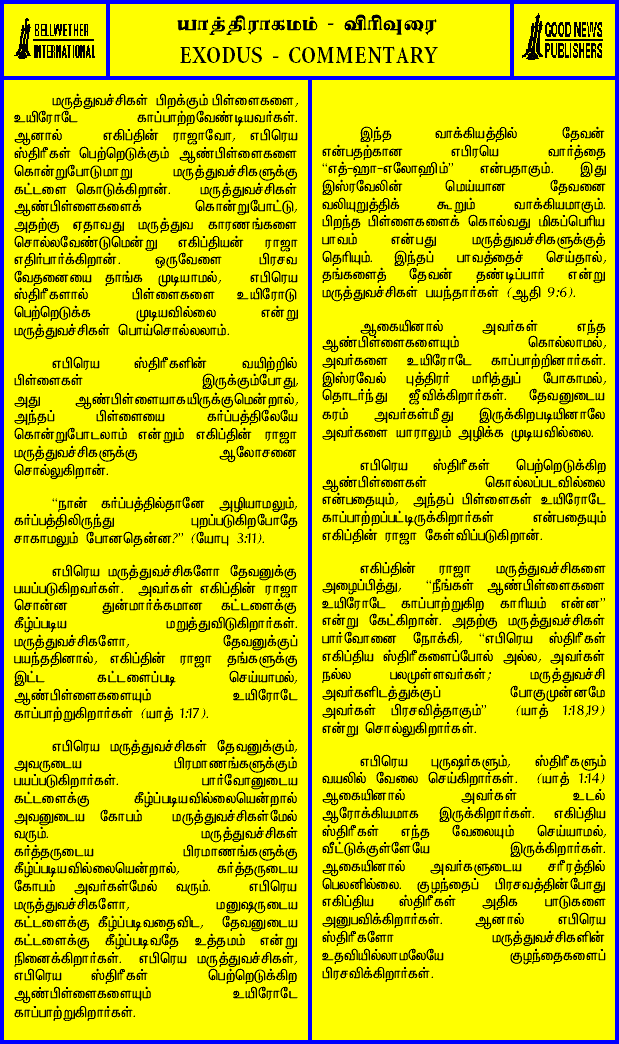 BELLWETHER
INTERNATIONAL
யாத்திராகமம் - விரிவுரை
EXODUS - COMMENTARY
GOOD NEWS
PUBLISHERS
மருத்துவச்சிகள் பிறக்கும் பிள்ளைகளை,
உயிரோடே காப்பாற்றவேண்டியவர்கள்.
ஆனால் எகிப்தின் ராஜாவோ, எபிரெய
ஸ்திரீகள் பெற்றெடுக்கும் ஆண்பிள்ளைகளை
கொன்றுபோடுமாறு மருத்துவச்சிகளுக்கு
கட்டளை கொடுக்கிறான். மருத்துவச்சிகள்
ஆண்பிள்ளைகளைக் கொன்றுபோட்டு,
அதற்கு ஏதாவது மருத்துவ காரணங்களை
சொல்லவேண்டுமென்று எகிப்தியன் ராஜா
எதிர்பார்க்கிறான். ஒருவேளை பிரசவ
வேதனையை தாங்க முடியாமல், எபிரெய
ஸ்திரீகளால் பிள்ளைகளை உயிரோடு
பெற்றெடுக்க முடியவில்லை என்று
மருத்துவச்சிகள் பொய்சொல்லலாம்.
எபிரெய ஸ்திரீகளின் வயிற்றில்
பிள்ளைகள் இருக்கும்போது,
அது ஆண்பிள்ளையாகயிருக்குமென்றால்,
அந்தப் பிள்ளையை கர்ப்பத்திலேயே
கொன்றுபோடலாம் என்றும் எகிப்தின் ராஜா
மருத்துவச்சிகளுக்கு ஆலோசனை
சொல்லுகிறான்.
“நான் கர்ப்பத்தில்தானே அழியாமலும்,
கர்ப்பத்திலிருந்து புறப்படுகிறபோதே
சாகாமலும் போனதென்ன?” (யோபு 3:11).
எபிரெய மருத்துவச்சிகளோ தேவனுக்கு
பயப்படுகிறவர்கள். அவர்கள் எகிப்தின் ராஜா
சொன்ன துன்மார்க்கமான கட்டளைக்கு
கீழ்ப்படிய மறுத்துவிடுகிறார்கள்.
மருத்துவச்சிகளோ, தேவனுக்குப்
பயந்ததினால், எகிப்தின் ராஜா தங்களுக்கு
இட்ட கட்டளைப்படி செய்யாமல்,
ஆண்பிள்ளைகளையும் உயிரோடே
காப்பாற்றுகிறார்கள் (யாத் 1:17).
எபிரெய மருத்துவச்சிகள் தேவனுக்கும்,
அவருடைய பிரமாணங்களுக்கும்
பயப்படுகிறார்கள். பார்வோனுடைய
கட்டளைக்கு கீழ்ப்படியவில்லையென்றால்
அவனுடைய கோபம் மருத்துவச்சிகள்மேல்
வரும். மருத்துவச்சிகள்
கர்த்தருடைய பிரமாணங்களுக்கு
கீழ்ப்படியவில்லையென்றால், கர்த்தருடைய
கோபம் அவர்கள்மேல் வரும். எபிரெய
மருத்துவச்சிகளோ, மனுஷருடைய
கட்டளைக்கு கீழ்ப்படிவதைவிட, தேவனுடைய
கட்டளைக்கு கீழ்ப்படிவதே உத்தமம் என்று
நினைக்கிறார்கள். எபிரெய மருத்துவச்சிகள்,
எபிரெய ஸ்திரீகள் பெற்றெடுக்கிற
ஆண்பிள்ளைகளையும் உயிரோடே
காப்பாற்றுகிறார்கள்.
இந்த வாக்கியத்தில் தேவன்
என்பதற்கான எபிரயெ வார்த்தை
“எத்-ஹா-எலோஹிம்” என்பதாகும். இது
இஸ்ரவேலின் மெய்யான தேவனை
வலியுறுத்திக் கூறும் வாக்கியமாகும்.
பிறந்த பிள்ளைகளைக் கொல்வது மிகப்பெரிய
பாவம் என்பது மருத்துவச்சிகளுக்குத்
தெரியும். இந்தப் பாவத்தைச் செய்தால்,
தங்களைத் தேவன் தண்டிப்பார் என்று
மருத்துவச்சிகள் பயந்தார்கள் (ஆதி 9:6).
ஆகையினால் அவர்கள் எந்த
ஆண்பிள்ளைகளையும் கொல்லாமல்,
அவர்களை உயிரோடே காப்பாற்றினார்கள்.
இஸ்ரவேல் புத்திரர் மரித்துப் போகாமல்,
தொடர்ந்து ஜீவிக்கிறார்கள். தேவனுடைய
கரம் அவர்கள்மீது இருக்கிறபடியினாலே
அவர்களை யாராலும் அழிக்க முடியவில்லை.
எபிரெய ஸ்திரீகள் பெற்றெடுக்கிற
ஆண்பிள்ளைகள் கொல்லப்படவில்லை
என்பதையும், அந்தப் பிள்ளைகள் உயிரோடே
காப்பாற்றப்பட்டிருக்கிறார்கள் என்பதையும்
எகிப்தின் ராஜா கேள்விப்படுகிறான்.
எகிப்தின் ராஜா மருத்துவச்சிகளை
அழைப்பித்து, “நீங்கள் ஆண்பிள்ளைகளை
உயிரோடே காப்பாற்றுகிற காரியம் என்ன”
என்று கேட்கிறான். அதற்கு மருத்துவச்சிகள்
பார்வோனை நோக்கி, “எபிரெய ஸ்திரீகள்
எகிப்திய ஸ்திரீகளைப்போல் அல்ல, அவர்கள்
நல்ல பலமுள்ளவர்கள்; மருத்துவச்சி
அவர்களிடத்துக்குப் போகுமுன்னமே
அவர்கள் பிரசவித்தாகும்” (யாத் 1:18,19)
என்று சொல்லுகிறார்கள்.
எபிரெய புருஷர்களும், ஸ்திரீகளும்
வயலில் வேலை செய்கிறார்கள். (யாத் 1:14)
ஆகையினால் அவர்கள் உடல்
ஆரோக்கியமாக இருக்கிறார்கள். எகிப்திய
ஸ்திரீகள் எந்த வேலையும் செய்யாமல்,
வீட்டுக்குள்ளேயே இருக்கிறார்கள்.
ஆகையினால் அவர்களுடைய சரீரத்தில்
பெலனில்லை. குழந்தைப் பிரசவத்தின்போது
எகிப்திய ஸ்திரீகள் அதிக பாடுகளை
அனுபவிக்கிறார்கள். ஆனால் எபிரெய
ஸ்திரீகளோ மருத்துவச்சிகளின்
உதவியில்லாமலேயே குழந்தைகளைப்
பிரசவிக்கிறார்கள்.